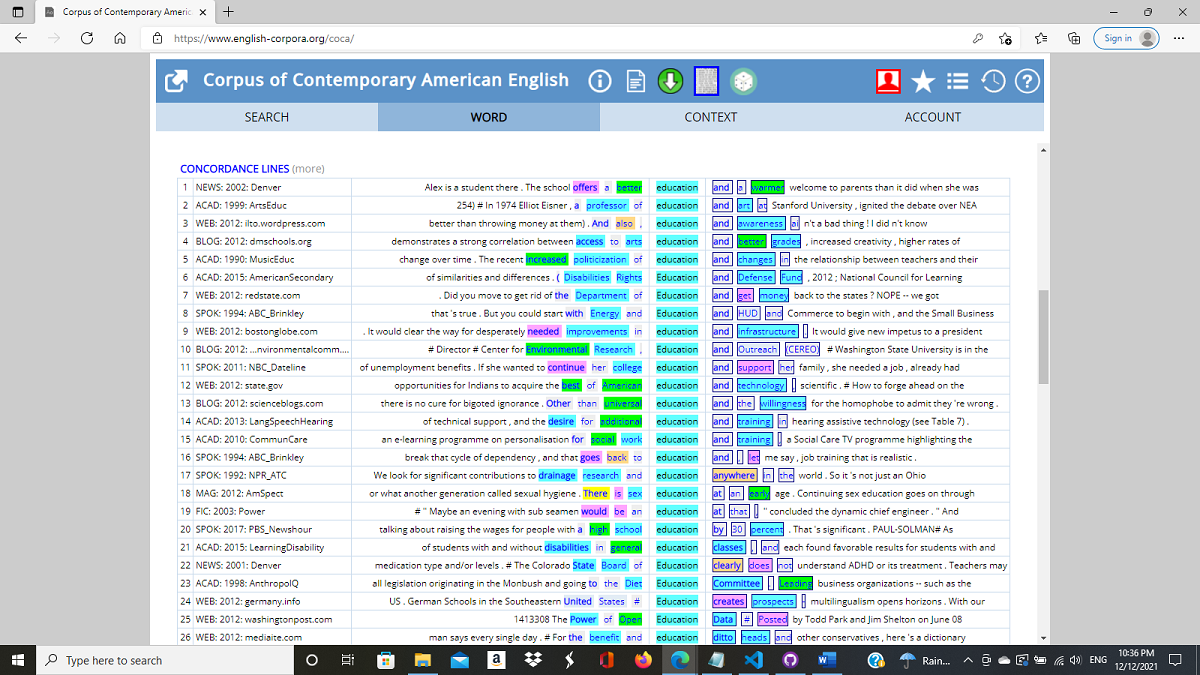 Corpus of Contemporary Americ
https://www.english-corpora.org/coca/
Sign in
Corpus of Contemporary American English
SEARCH WORD CONTEXT ACCOUNT
CONCORDANCE LINES (more)
1 NEWS: 2002: Denver Alex is a student there . The school offers a better education and a warmer welcome to parents than it did when she was
2 ACAD: 1999: ArtsEduc 254) # In 1974 Elliot Eisner , a professor of education and art at Stanford University , ignited the debate over NEA
3 WEB: 2012: ilto.wordpress.com better than throwing money at them) . And also , education and awareness ai n't a bad thing ! I did n't know
4 BLOG: 2012: dmschools.org demonstrates a strong correlation between access to arts education and better grades , increased creativity , higher rates of
5 ACAD: 1990: MusicEduc change over time . The recent increased politicization of education and changes in the relationship between teachers and their
6 ACAD: 2015: AmericanSecondary of similarities and differences . ( Disabilities Rights Education and Defense Fund , 2012 ; National Council for Learning
7 WEB: 2012: redstate.com . Did you move to get rid of the Department of Education and get money back to the states ? NOPE -- we got
8 SPOK: 1994: ABC_Brinkley that 's true . But you could start with Energy and Education and HUD and Commerce to begin with , and the Small Business
9 WEB: 2012: bostonglobe.com . It would clear the way for desperately needed improvements in education and infrastructure . It would give new impetus to a president
10 BLOG: 2012: ...nvironmentalcomm.... # Director # Center for Environmental Research , Education and Outreach (CEREO) # Washington State University is in the
11 SPOK: 2011: NBC_Dateline of unemployment benefits . If she wanted to continue her college education and support her family , she needed a job , already had
12 WEB: 2012: state.gov opportunities for Indians to acquire the best of American education and technology , scientific . # How to forge ahead on the
13 BLOG: 2012: scienceblogs.com there is no cure for bigoted ignorance . Other than universal education and the willingness for the homophobe to admit they 're wrong .
14 ACAD: 2013: LangSpeechHearing of technical support , and the desire for additional education and training in hearing assistive technology (see Table 7) .
15 ACAD: 2010: CommunCare an e-learning programme on personalisation for social work education and training , a Social Care TV programme highlighting the
16 SPOK: 1994: ABC_Brinkley break that cycle of dependency , and that goes back to education and , let me say , job training that is realistic .
17 SPOK: 1992: NPR_ATC We look for significant contributions to drainage research and education anywhere in the world . So it 's not just an Ohio
18 MAG: 2012: AmSpect or what another generation called sexual hygiene . There is sex education at an early age . Continuing sex education goes on through
19 FIC: 2003: Power # " Maybe an evening with sub seamen would be an education at that , " concluded the dynamic chief engineer . " And
20 SPOK: 2017: PBS_Newshour talking about raising the wages for people with a high school education by 30 percent . That 's significant . PAUL-SOLMAN# As
21 ACAD: 2015: LearningDisability of students with and without disabilities in general education classes , and each found favorable results for students with and
22 NEWS: 2001: Denver medication type and/or levels . # The Colorado State Board of Education clearly does not understand ADHD or its treatment . Teachers may
23 ACAD: 1998: AnthropolQ all legislation originating in the Monbush and going to the Diet Education Committee . Leading business organizations -- such as the
24 WEB: 2012: germany.info US . German Schools in the Southeastern United States # Education creates prospects - multilingualism opens horizons . With our
25 WEB: 2012: washingtonpost.com 1413308 The Power of Open Education Data # Posted by Todd Park and Jim Shelton on June 08
26 WEB: 2012: mediaite.com man says every single day . # For the benefit and education ditto heads and other conservatives , here 's a dictionary
Type here to search
Rain...
ENG
10:36 PM
12/12/2021